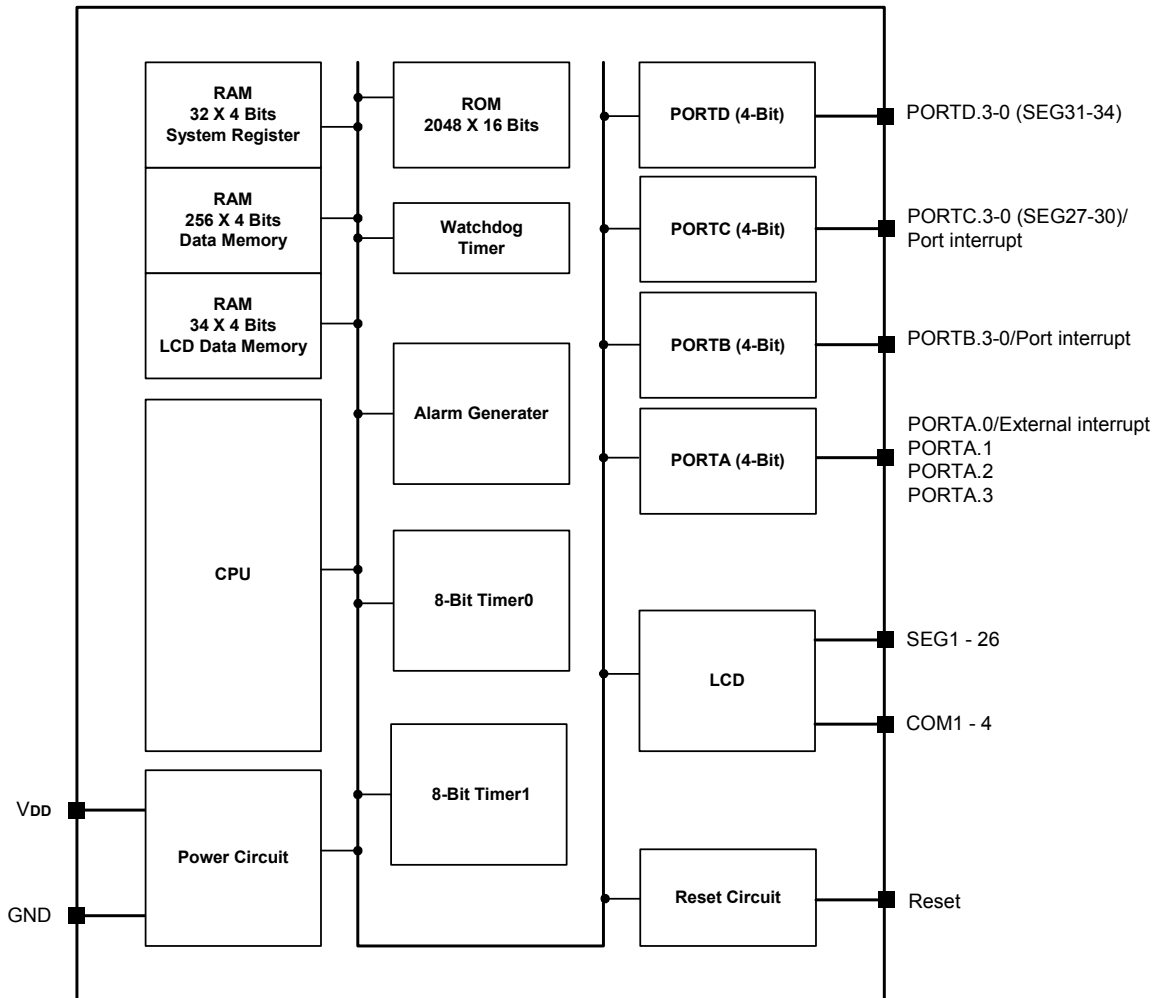 RAM
32 X 4 Bits
System Register
RAM
256 X 4 Bits
Data Memory
RAM
34 X 4 Bits
LCD Data Memory
CPU
Power Circuit
VDD
GND
ROM
2048 X 16 Bits
Watchdog
Timer
Alarm Generater
8-Bit Timer0
8-Bit Timer1
PORTD (4-Bit)
PORTC (4-Bit)
PORTB (4-Bit)
PORTA (4-Bit)
LCD
Reset Circuit
PORTD.3-0 (SEG31-34)
PORTC.3-0 (SEG27-30)/
Port interrupt
PORTB.3-0/Port interrupt
PORTA.0/External interrupt
PORTA.1
PORTA.2
PORTA.3
SEG1 - 26
COM1 - 4
Reset